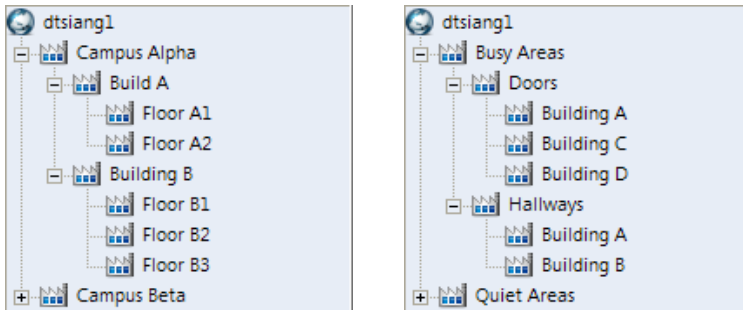 dtsiang1
Campus Alpha
Build A
Floor A1
Floor A2
Building B
Floor B1
Floor B2
Floor B3
Campus Beta
dtsiang1
Busy Areas
Doors
Building A
Building C
Building D
Hallways
Building A
Building B
Quiet Areas